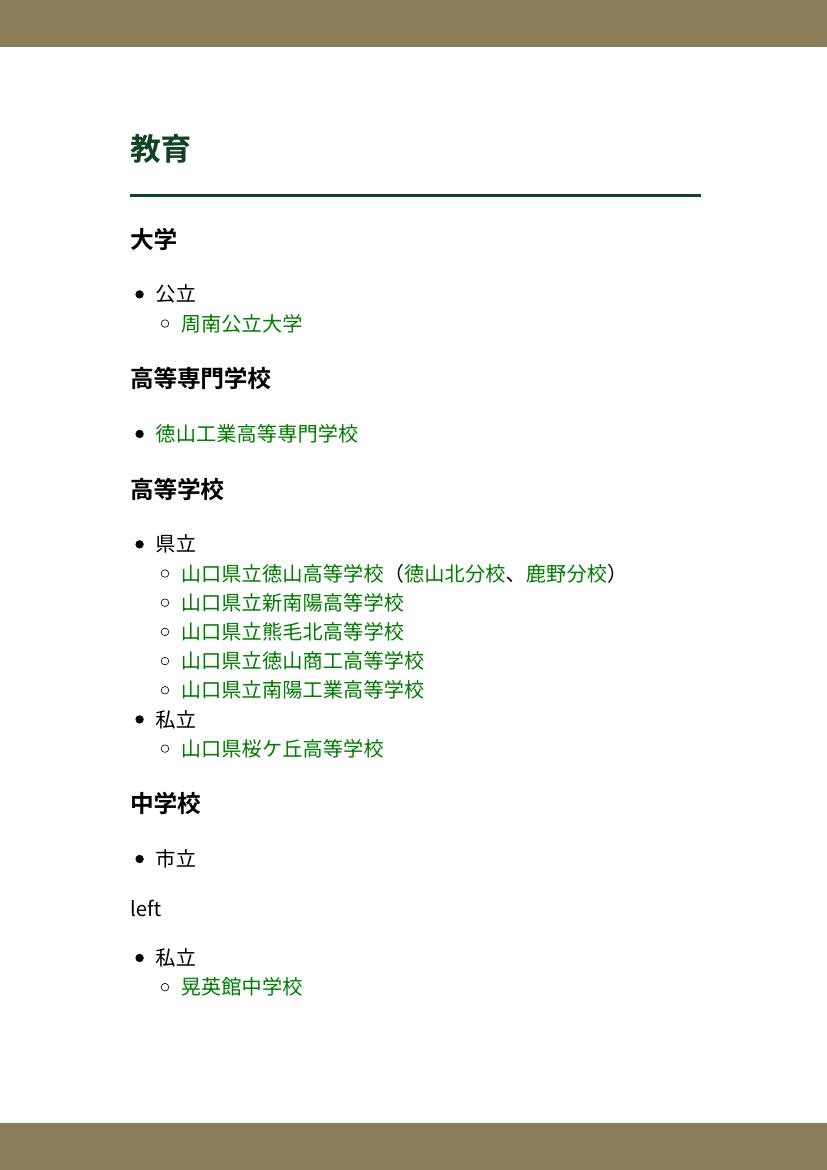 教育
大学
公立
周南公立大学
高等専門学校
徳山工業高等専門学校
高等学校
県立
山口県立徳山高等学校（徳山北分校、鹿野分校）
山口県立新南陽高等学校
山口県立熊毛北高等学校
山口県立徳山商工高等学校
山口県立南陽工業高等学校
私立
山口県桜ケ丘高等学校
中学校
市立
left
私立
晃英館中学校